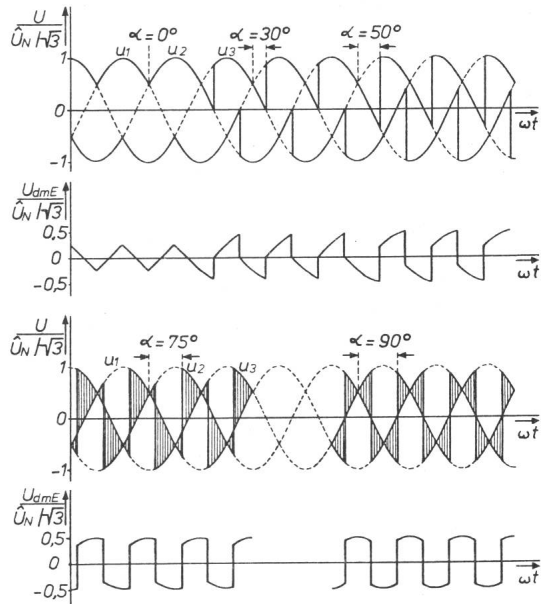 U
Û_N/√3
α=0° α=30° α=50°
u₁ u₂ u₃
1
0
-1
ωt
U_dmE
Û_N/√3
0,5
0
-0,5
ωt
U
Û_N/√3
α=75° α=90°
u₁ u₂ u₃
1
0
-1
ωt
U_dmE
Û_N/√3
0,5
0
-0,5
ωt